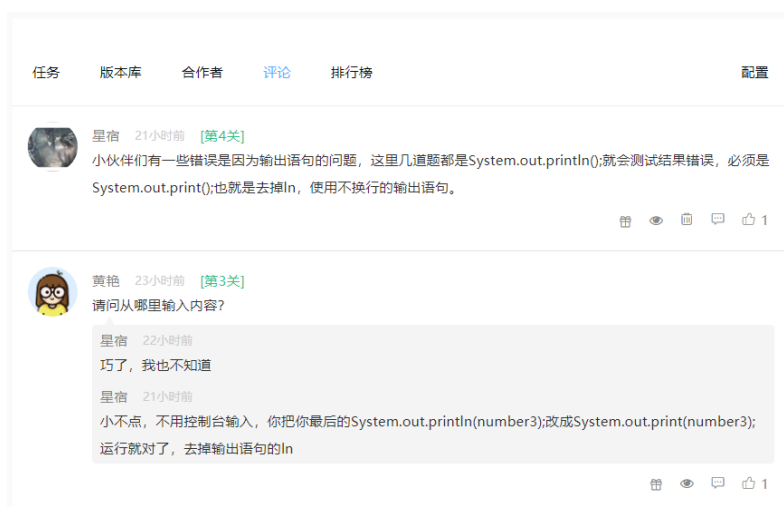 任务 版本库 合作者 评论 排行榜 配置
星宿 21小时前 [第4关]
小伙伴们有一些错误是因为输出语句的问题，这里几道题都是System.out.println();就会测试结果错误，必须是
System.out.print();也就是去掉ln，使用不换行的输出语句。
1
黄艳 23小时前 [第3关]
请问从哪里输入内容?
星宿 22小时前
巧了，我也不知道
星宿 21小时前
小不点，不用控制台输入，你把你最后的System.out.println(number3);改成System.out.print(number3);
运行就对了，去掉输出语句的ln
1